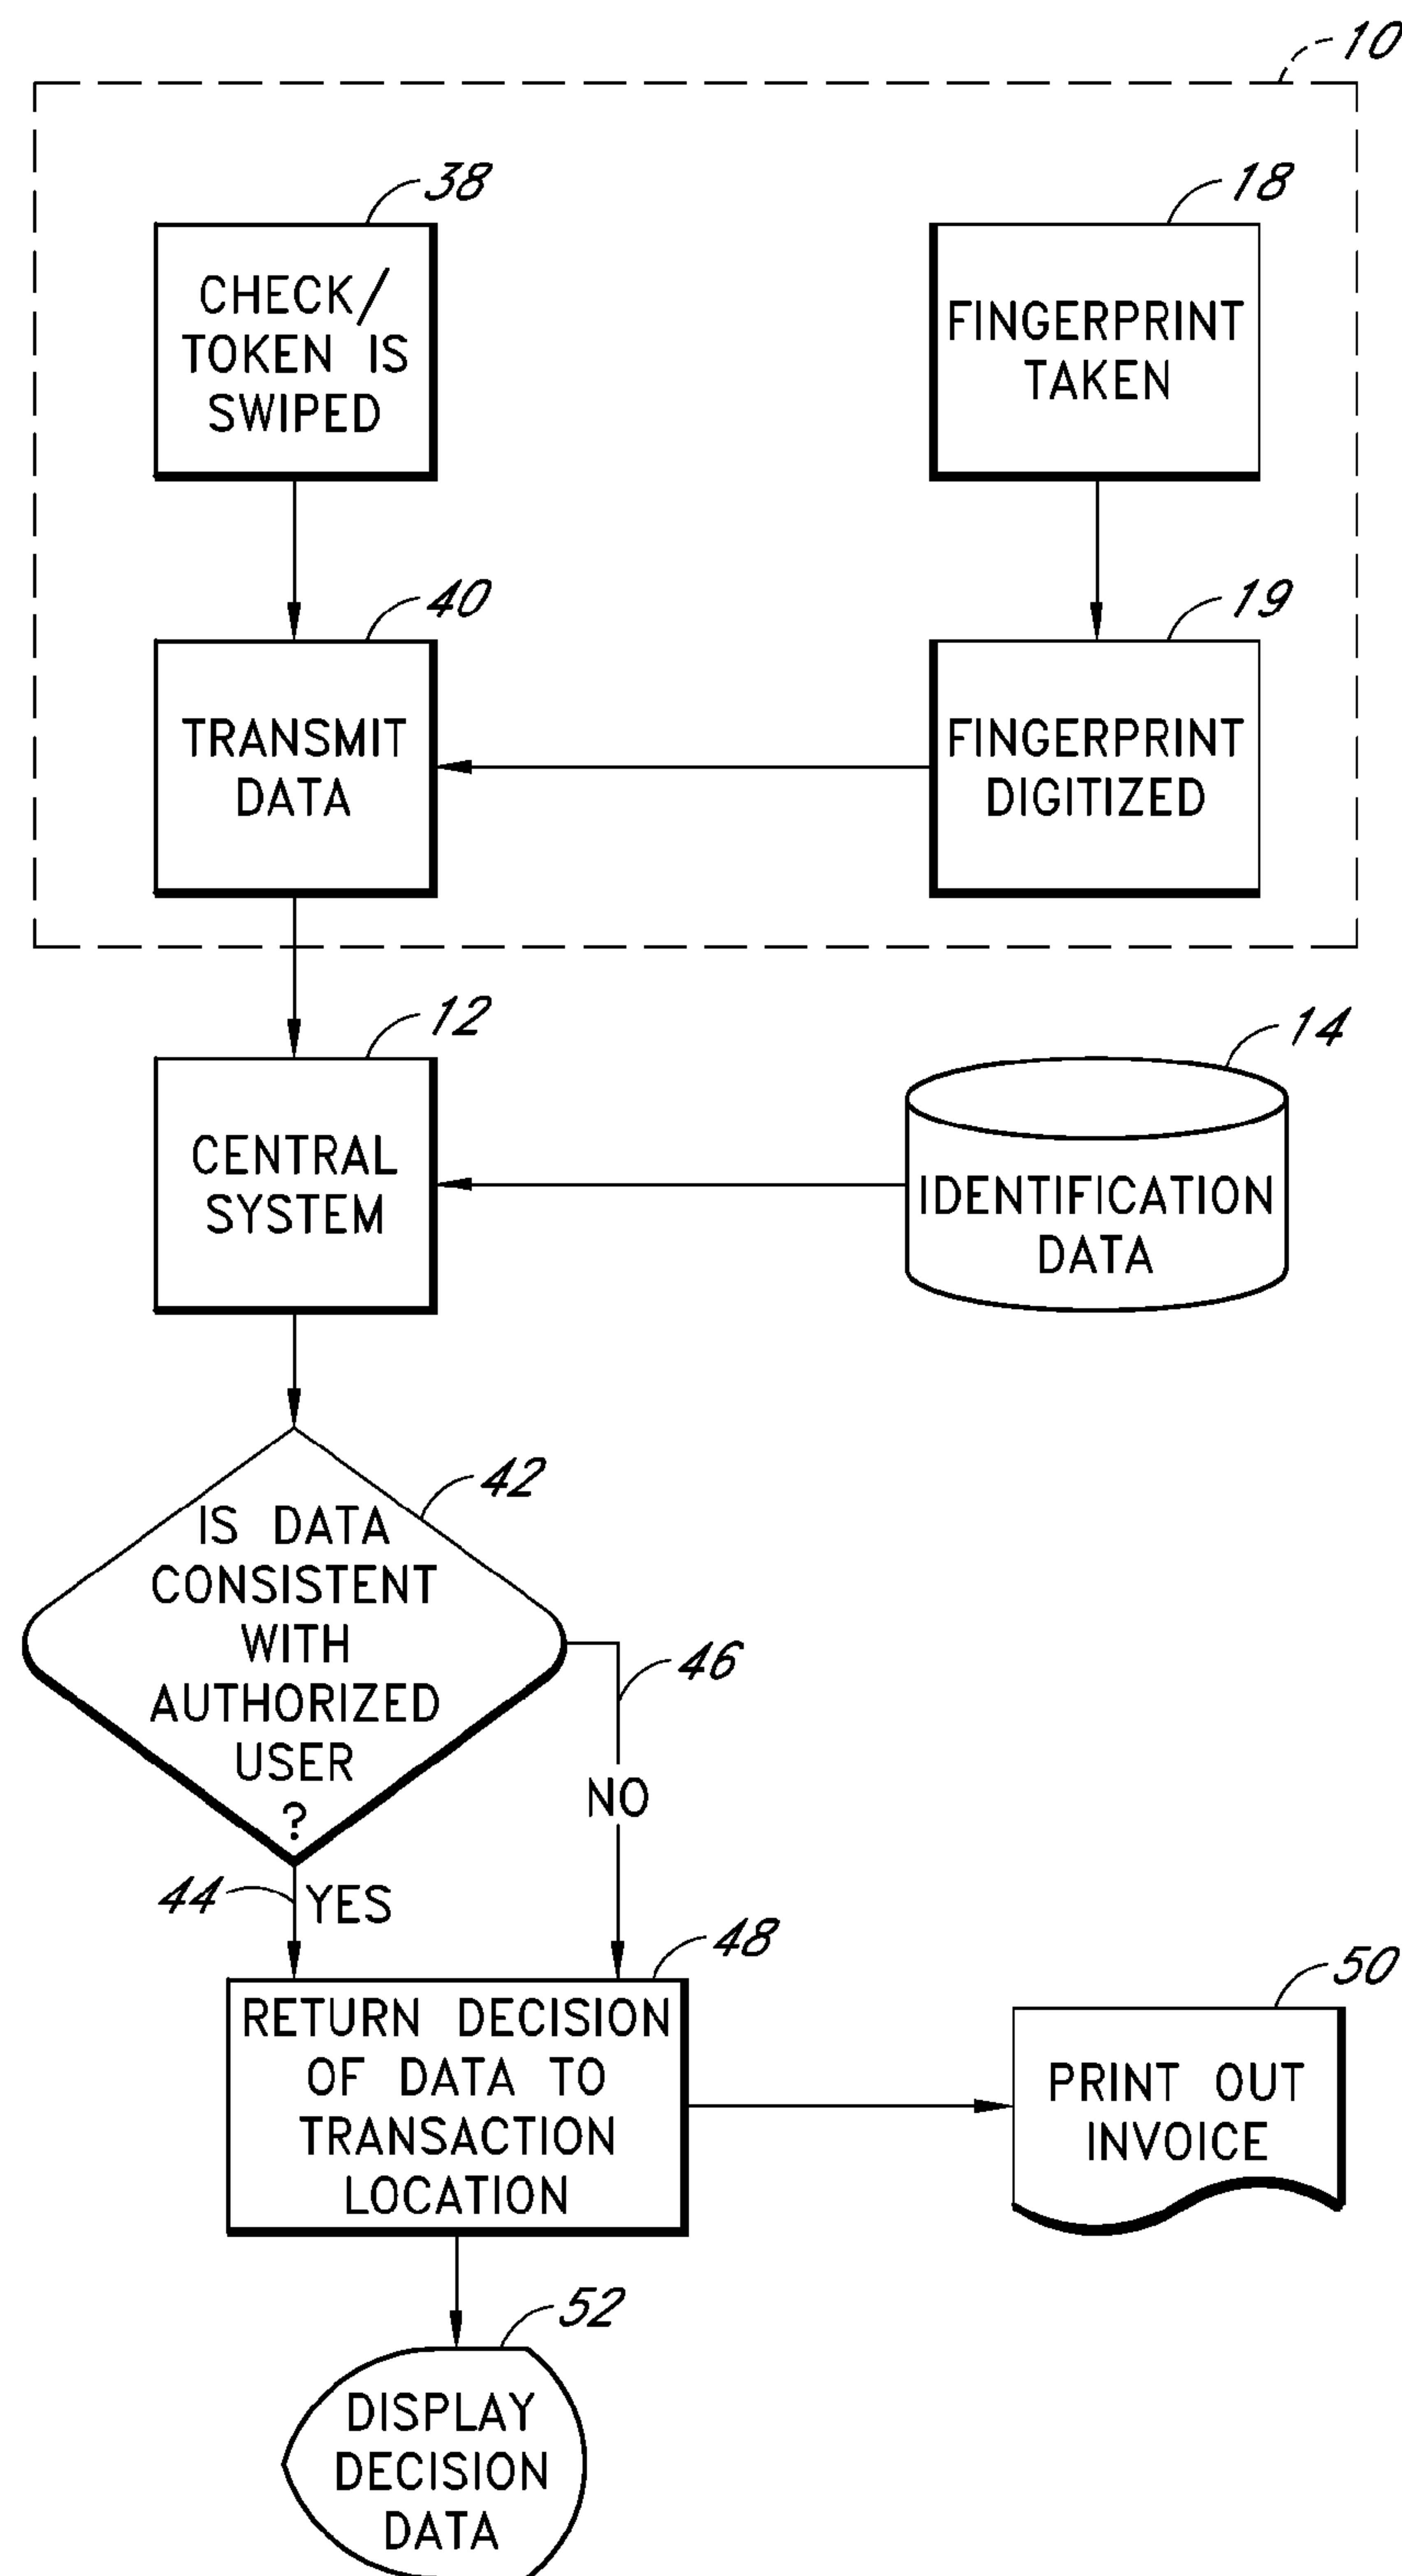 10
38
CHECK/
TOKEN IS
SWIPED
18
FINGERPRINT
TAKEN
40
TRANSMIT
DATA
19
FINGERPRINT
DIGITIZED
12
CENTRAL
SYSTEM
14
IDENTIFICATION
DATA
42
IS DATA
CONSISTENT
WITH
AUTHORIZED
USER
?
46
NO
44
YES
48
RETURN DECISION
OF DATA TO
TRANSACTION
LOCATION
50
PRINT OUT
INVOICE
52
DISPLAY
DECISION
DATA